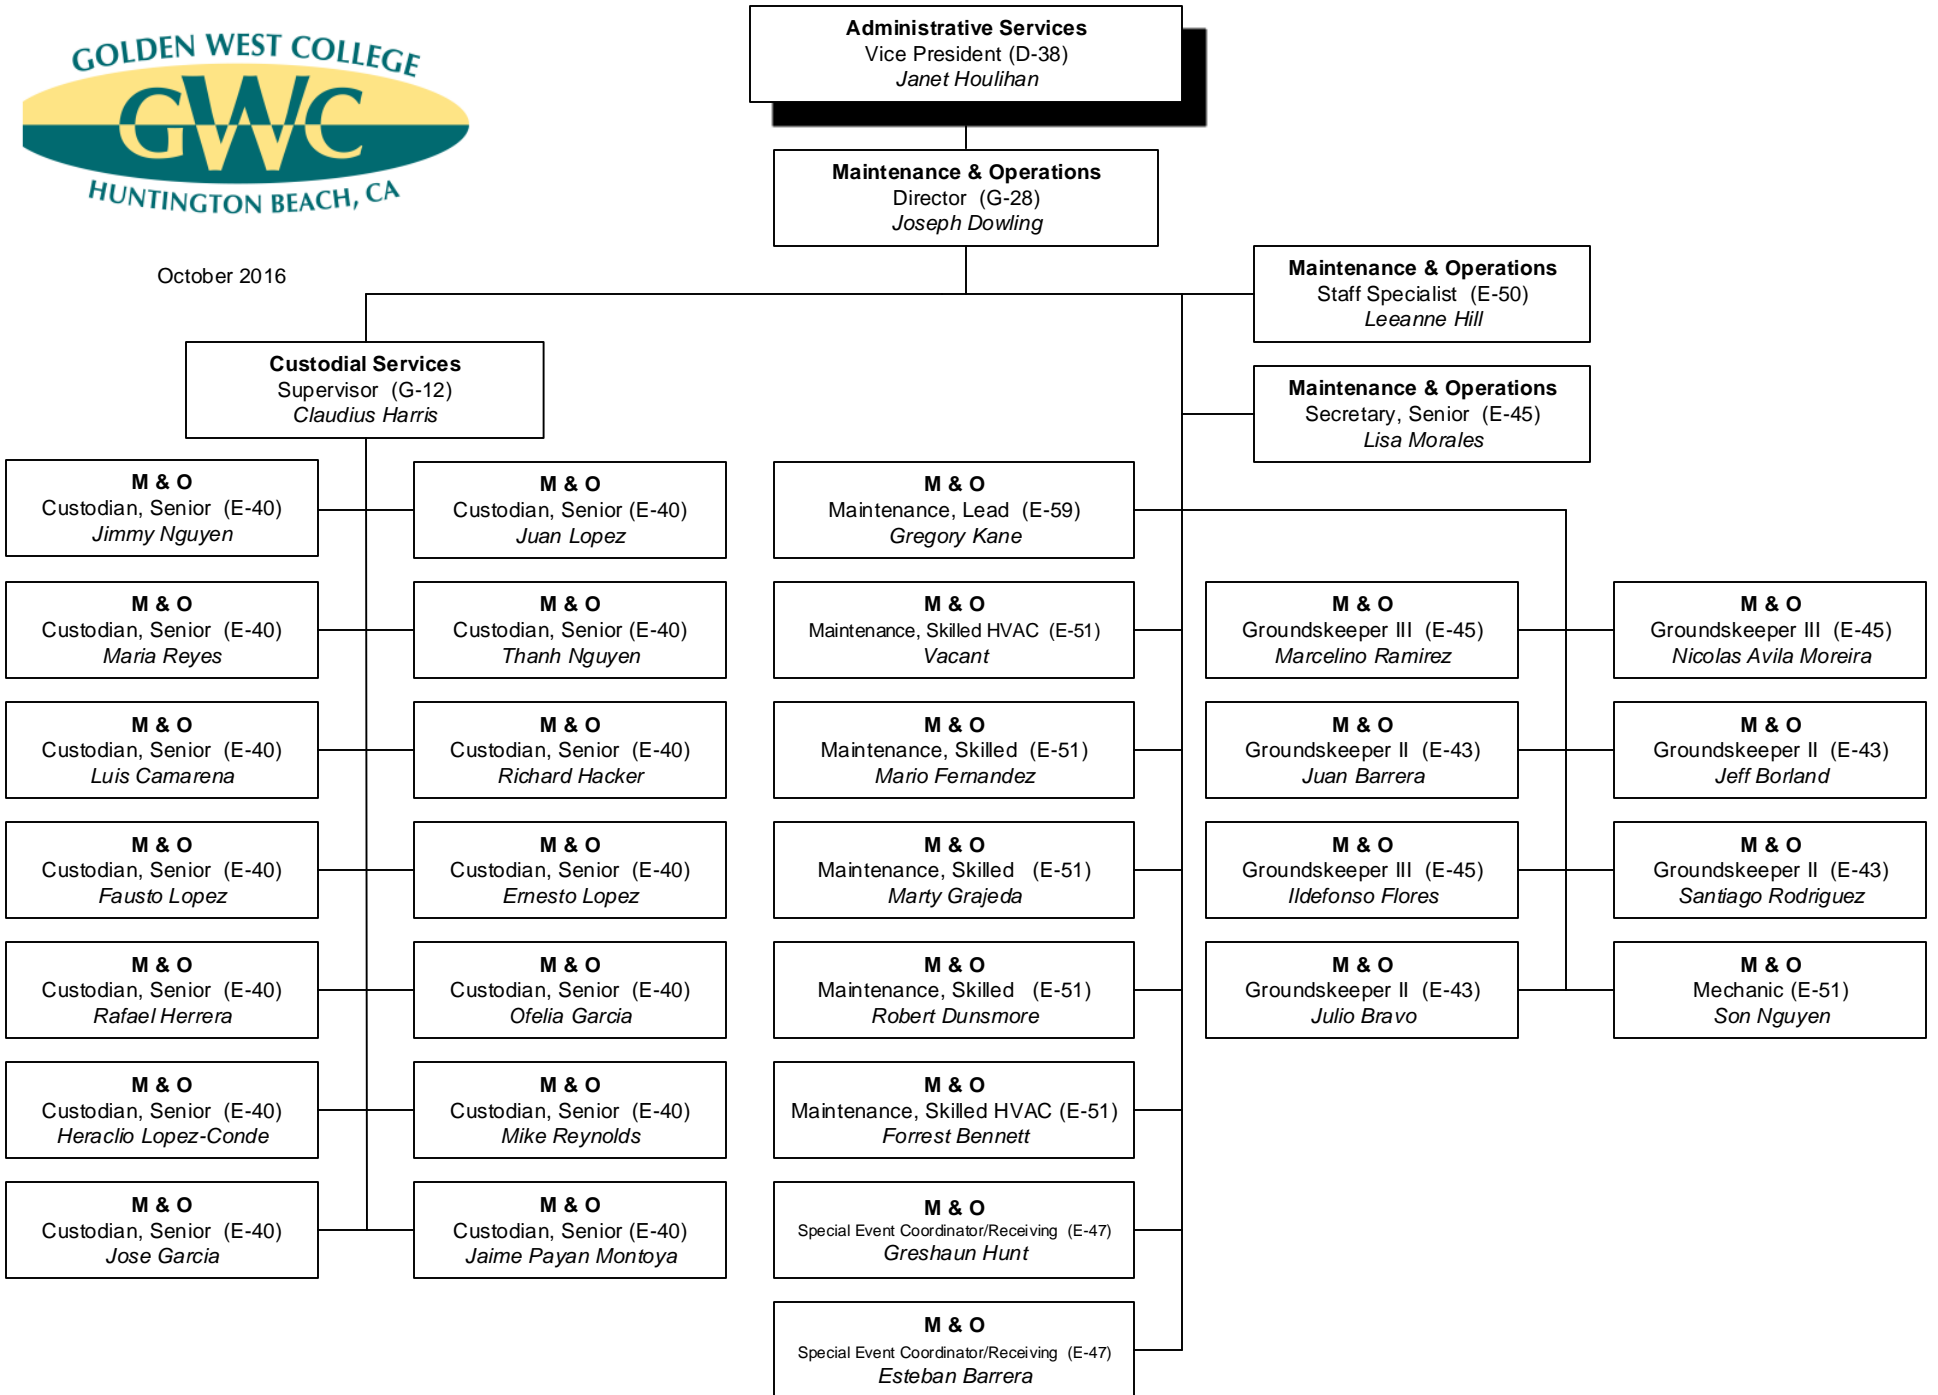 GOLDEN WEST COLLEGE
GWC
HUNTINGTON BEACH, CA
October 2016
Administrative Services
Vice President (D-38)
Janet Houlihan
Maintenance & Operations
Director (G-28)
Joseph Dowling
Maintenance & Operations
Staff Specialist (E-50)
Leeanne Hill
Custodial Services
Supervisor (G-12)
Claudius Harris
Maintenance & Operations
Secretary, Senior (E-45)
Lisa Morales
M & O
Custodian, Senior (E-40)
Jimmy Nguyen
M & O
Custodian, Senior (E-40)
Juan Lopez
M & O
Maintenance, Lead (E-59)
Gregory Kane
M & O
Custodian, Senior (E-40)
Maria Reyes
M & O
Custodian, Senior (E-40)
Thanh Nguyen
M & O
Maintenance, Skilled HVAC (E-51)
Vacant
M & O
Groundskeeper III (E-45)
Marcelino Ramirez
M & O
Groundskeeper III (E-45)
Nicolas Avila Moreira
M & O
Custodian, Senior (E-40)
Luis Camarena
M & O
Custodian, Senior (E-40)
Richard Hacker
M & O
Maintenance, Skilled (E-51)
Mario Fernandez
M & O
Groundskeeper II (E-43)
Juan Barrera
M & O
Groundskeeper II (E-43)
Jeff Borland
M & O
Custodian, Senior (E-40)
Fausto Lopez
M & O
Custodian, Senior (E-40)
Ernesto Lopez
M & O
Maintenance, Skilled (E-51)
Marty Grajeda
M & O
Groundskeeper III (E-45)
Ildefonso Flores
M & O
Groundskeeper II (E-43)
Santiago Rodriguez
M & O
Custodian, Senior (E-40)
Rafael Herrera
M & O
Custodian, Senior (E-40)
Ofelia Garcia
M & O
Maintenance, Skilled (E-51)
Robert Dunsmore
M & O
Groundskeeper II (E-43)
Julio Bravo
M & O
Mechanic (E-51)
Son Nguyen
M & O
Custodian, Senior (E-40)
Heraclio Lopez-Conde
M & O
Custodian, Senior (E-40)
Mike Reynolds
M & O
Maintenance, Skilled HVAC (E-51)
Forrest Bennett
M & O
Custodian, Senior (E-40)
Jose Garcia
M & O
Custodian, Senior (E-40)
Jaime Payan Montoya
M & O
Special Event Coordinator/Receiving (E-47)
Greshaun Hunt
M & O
Special Event Coordinator/Receiving (E-47)
Esteban Barrera